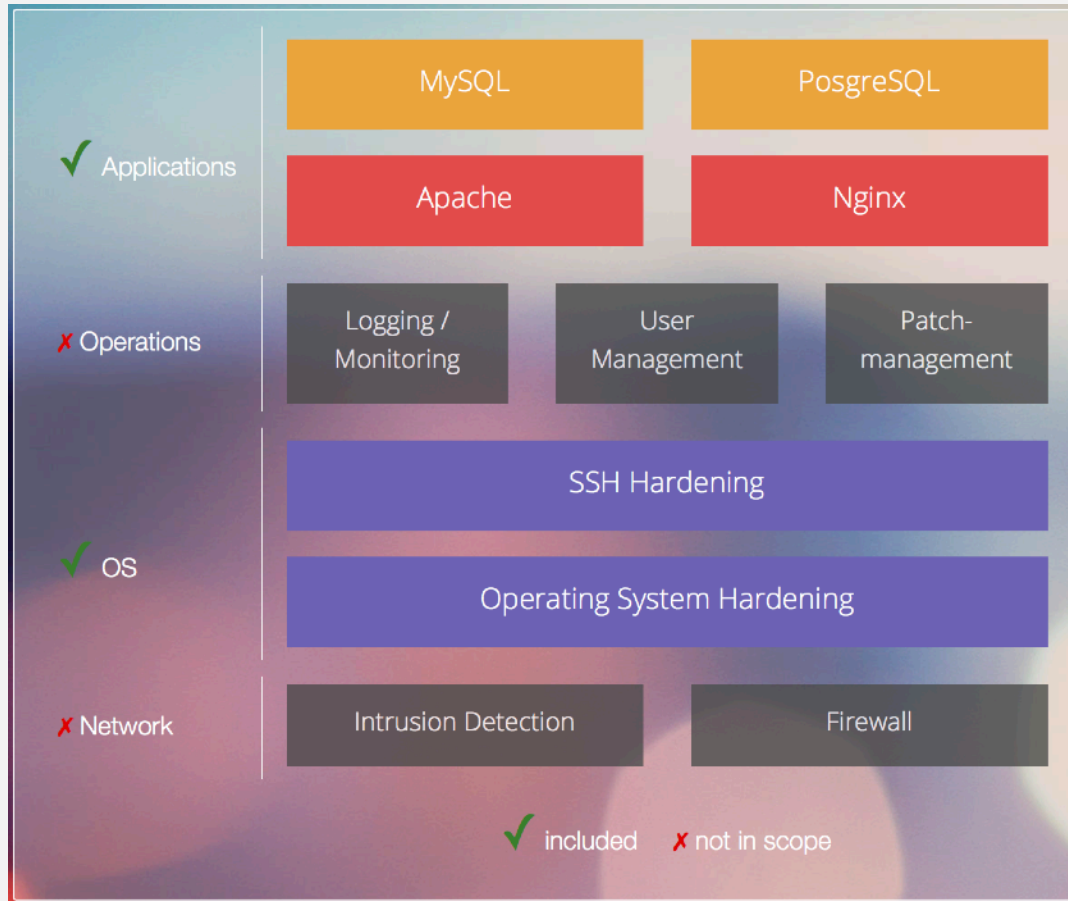 MySQL
PosgreSQL
✓ Applications
Apache
Nginx
✗ Operations
Logging /
Monitoring
User
Management
Patch-
management
SSH Hardening
✓ OS
Operating System Hardening
✗ Network
Intrusion Detection
Firewall
✓ included ✗ not in scope